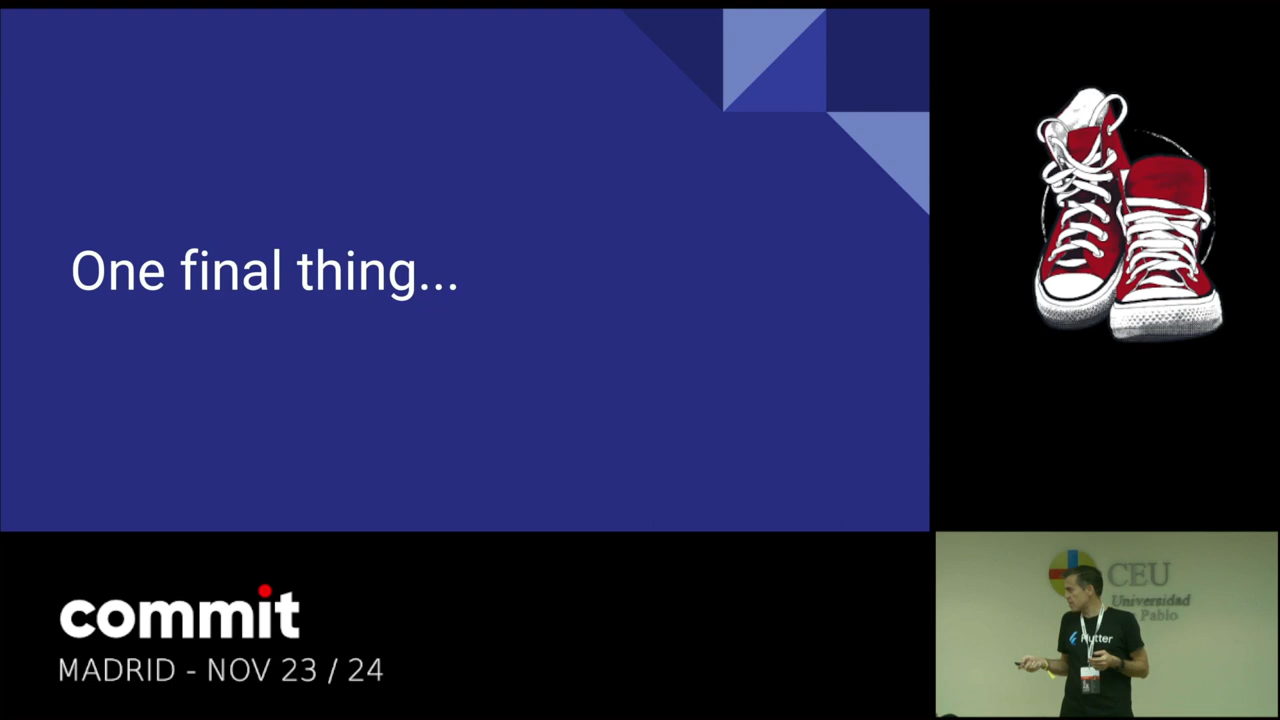 One final thing...
commit
MADRID - NOV 23 / 24
CEU
Universidad
Pablo
Flutter